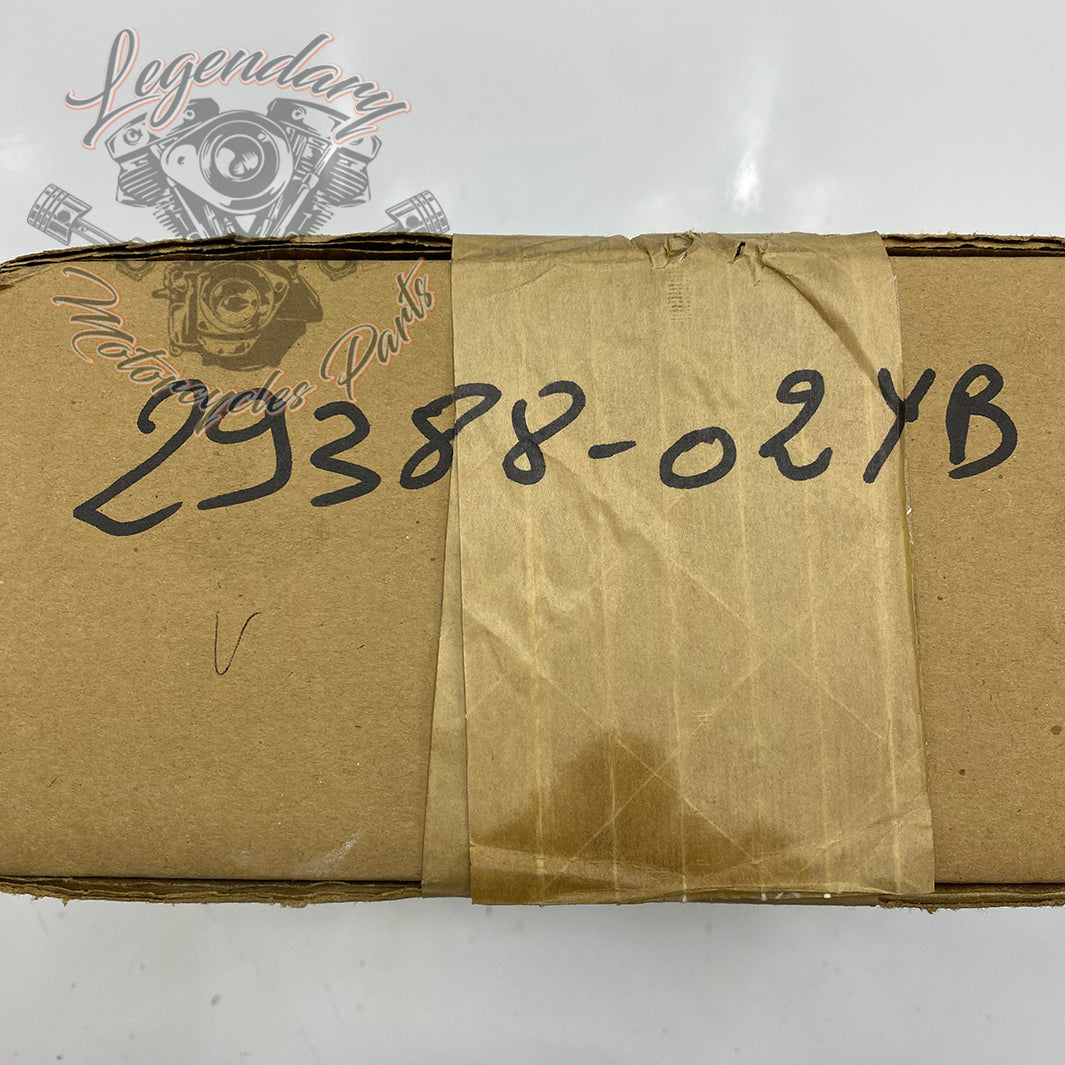 Legendary
Motorcycles Parts
29388-02YB
V